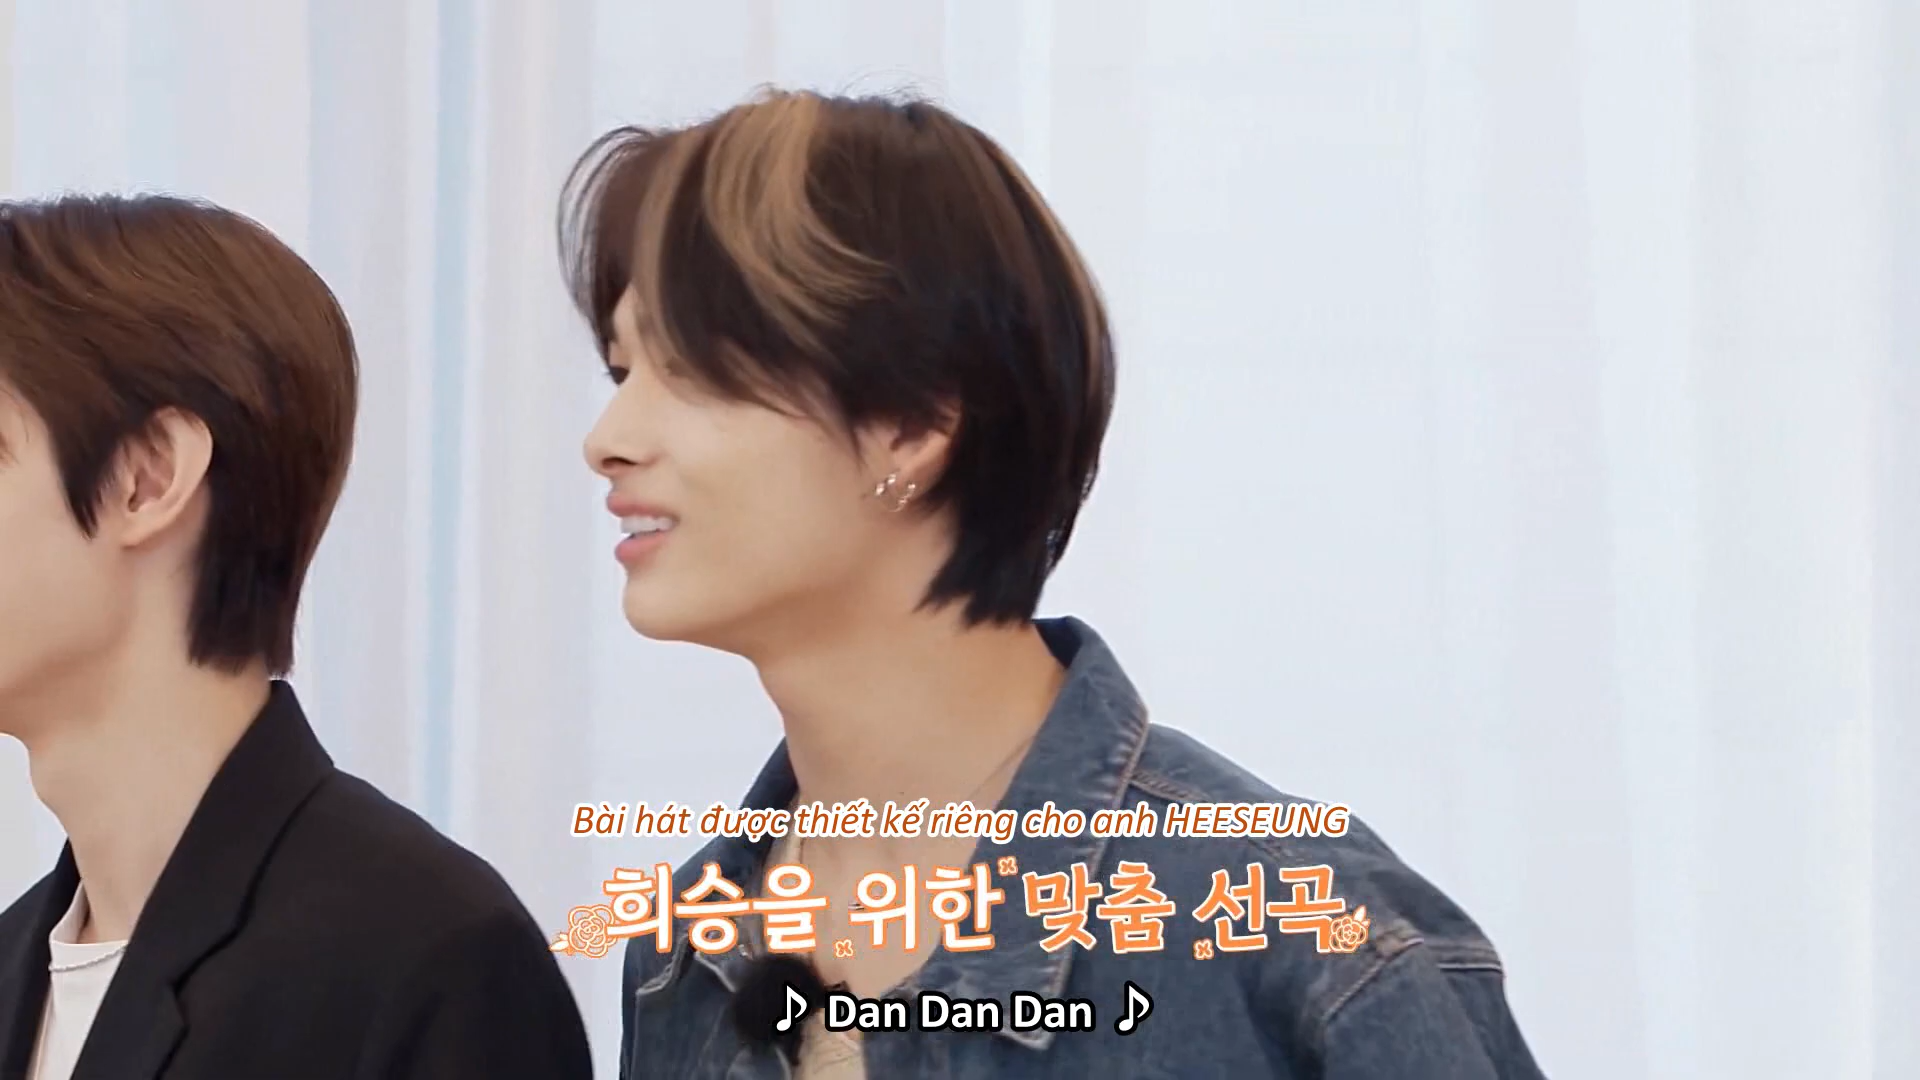 Bài hát được thiết kế riêng cho anh HEESEUNG
희승을 위한 맞춤 선곡
♪ Dan Dan Dan ♪